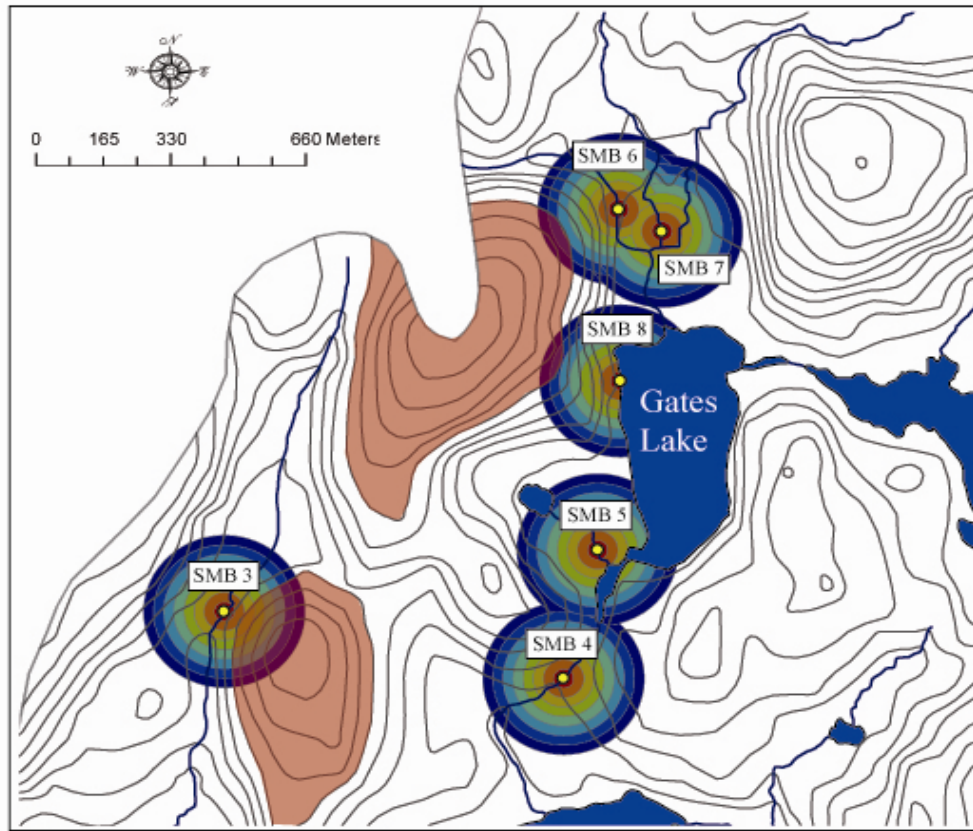 N
W
E
S
0 165 330 660 Meters
SMB 6
SMB 7
SMB 8
Gates
Lake
SMB 5
SMB 3
SMB 4